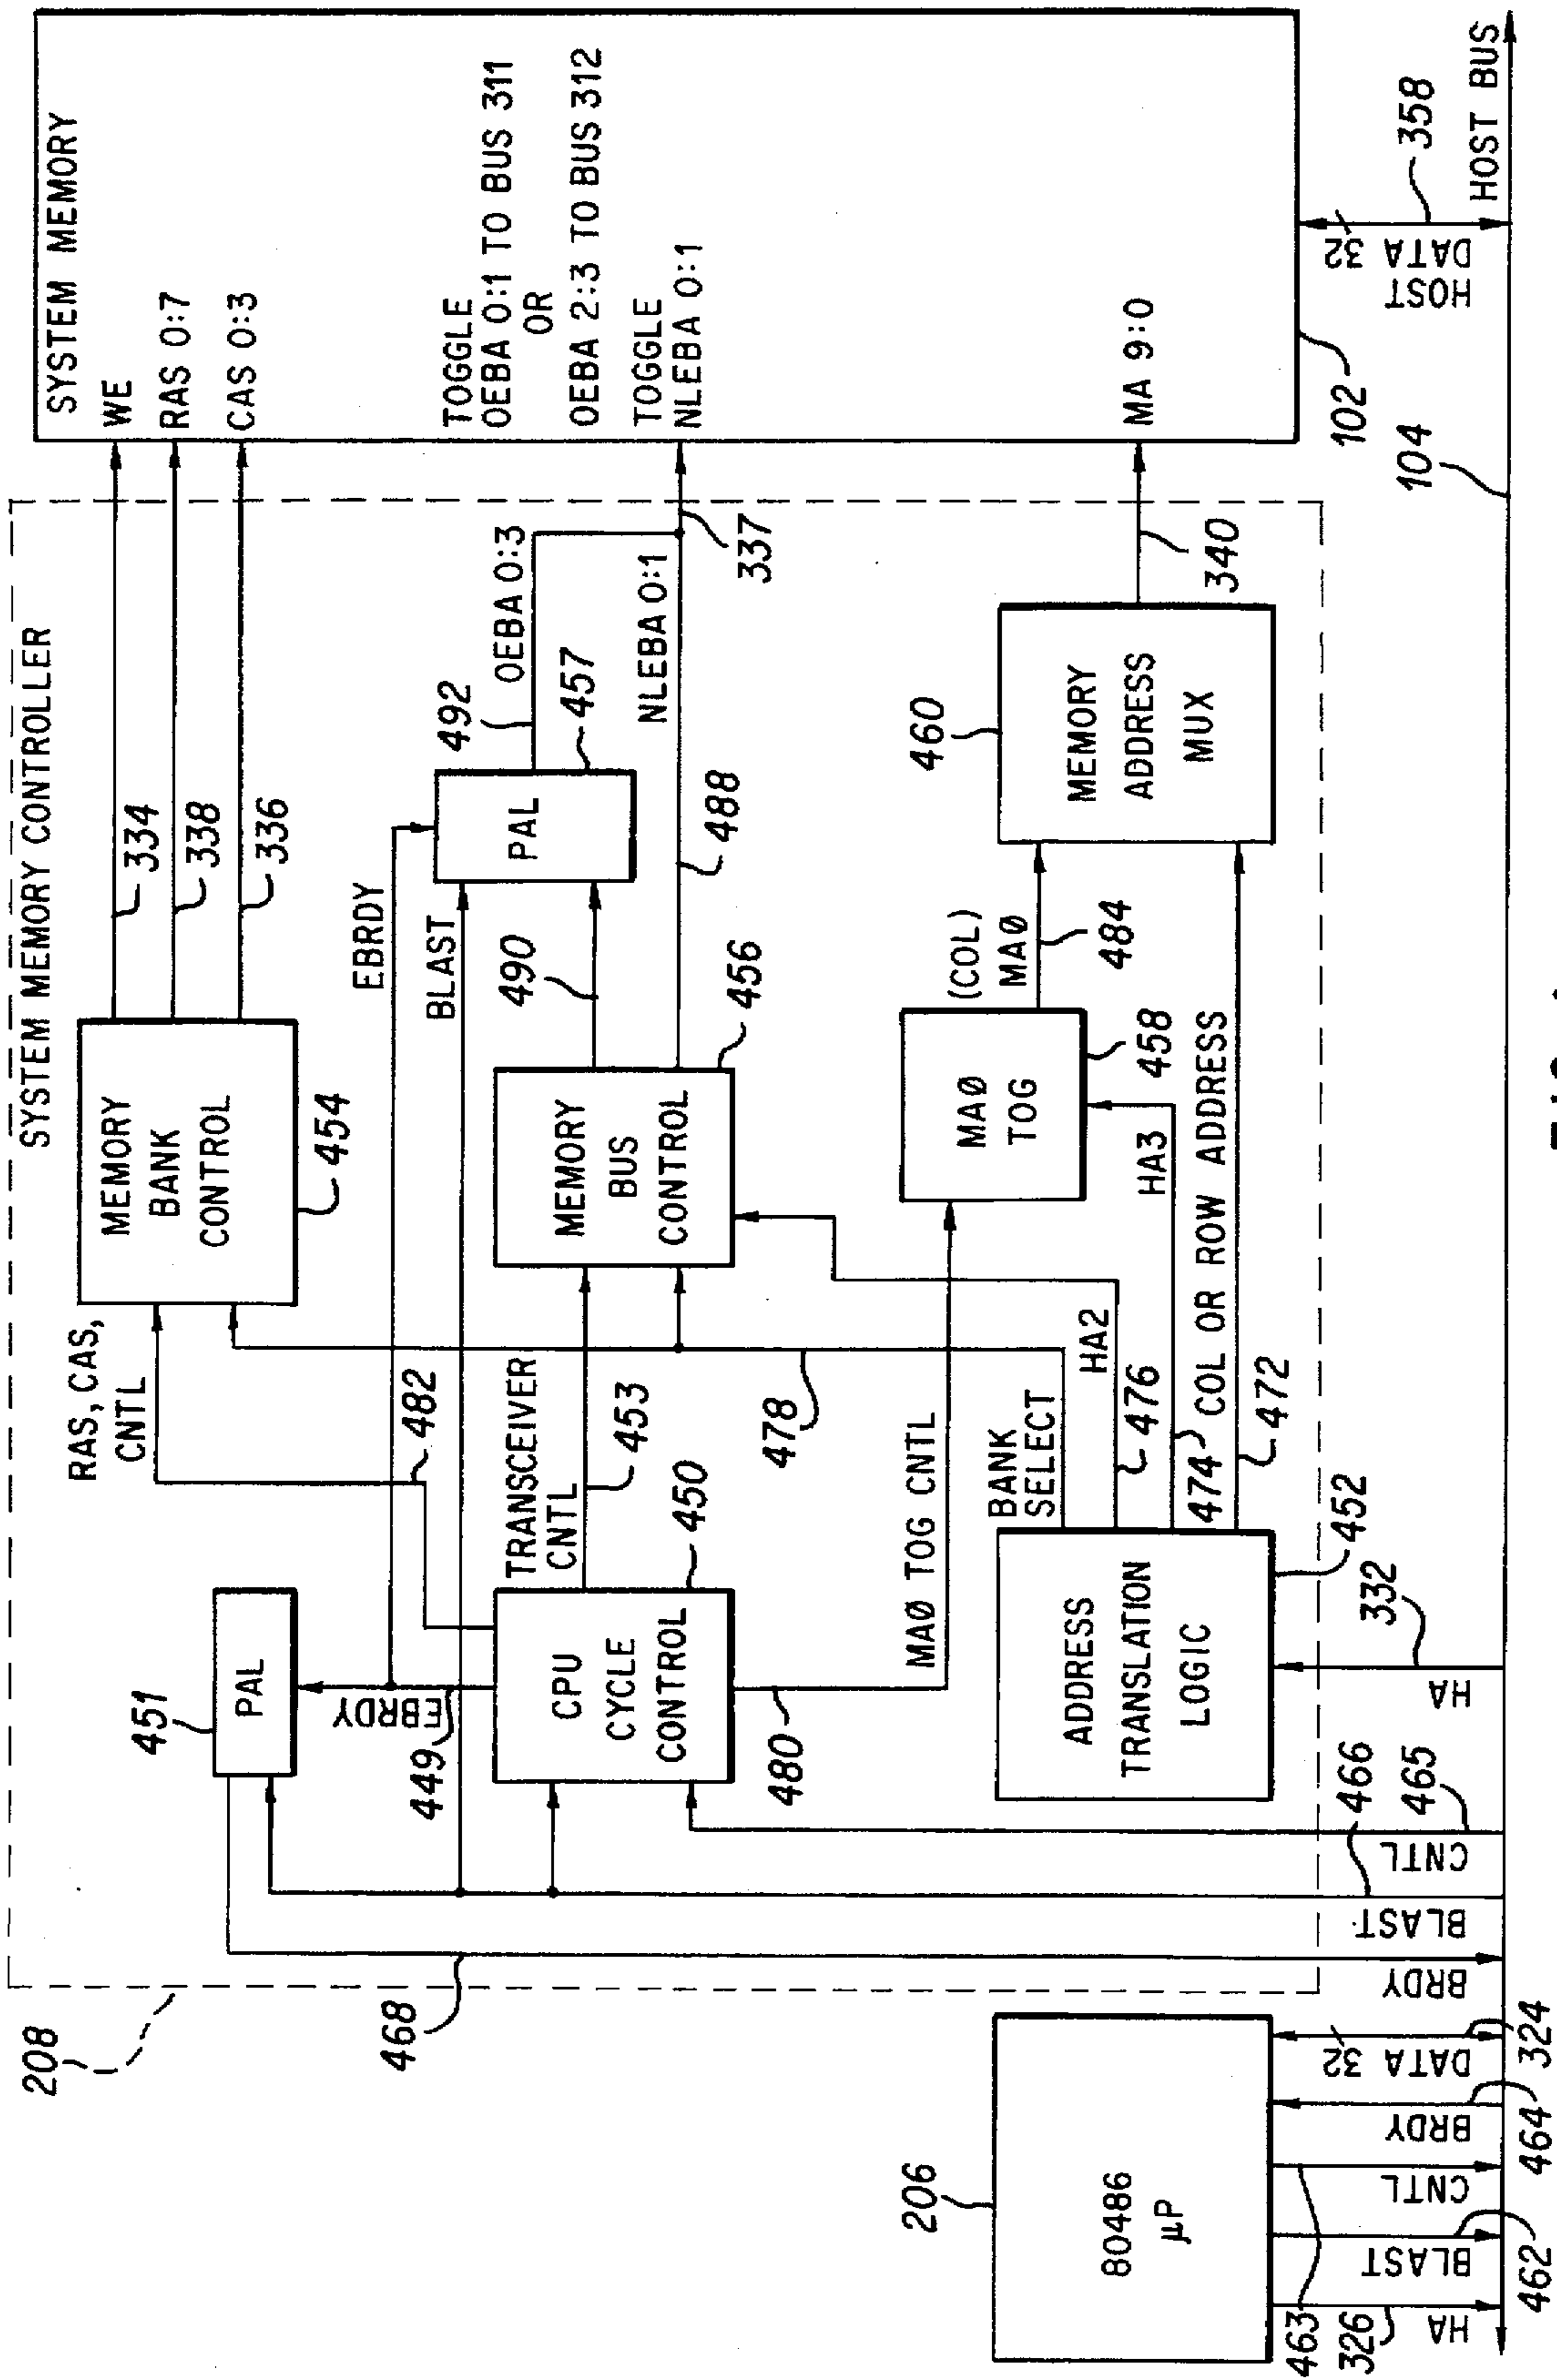 SYSTEM MEMORY
WE
RAS 0:7
CAS 0:3
TOGGLE
OEBA 0:1 TO BUS 311
OR
OEBA 2:3 TO BUS 312
TOGGLE
NLEBA 0:1
MA 9:0
102
HOST
DATA 32
358
HOST BUS
104
SYSTEM MEMORY CONTROLLER
208
334
338
336
MEMORY
BANK
CONTROL
454
RAS, CAS,
CNTL
482
EBRDY
BLAST
492
OEBA 0:3
PAL
457
337
NLEBA 0:1
488
490
MEMORY
BUS
CONTROL
456
TRANSCEIVER
CNTL
453
478
451
PAL
EBRDY
449
CPU
CYCLE
CONTROL
450
480
MAØ TOG CNTL
468
460
MEMORY
ADDRESS
MUX
340
(COL)
MAØ
484
MAØ
TOG
458
HA3
COL OR ROW ADDRESS
BANK
SELECT
HA2
476
474
472
ADDRESS
TRANSLATION
LOGIC
452
332
HA
466
465
CNTL
BLAST
BRDY
206
80486
µP
DATA 32
324
BRDY
464
CNTL
463
BLAST
462
HA
326